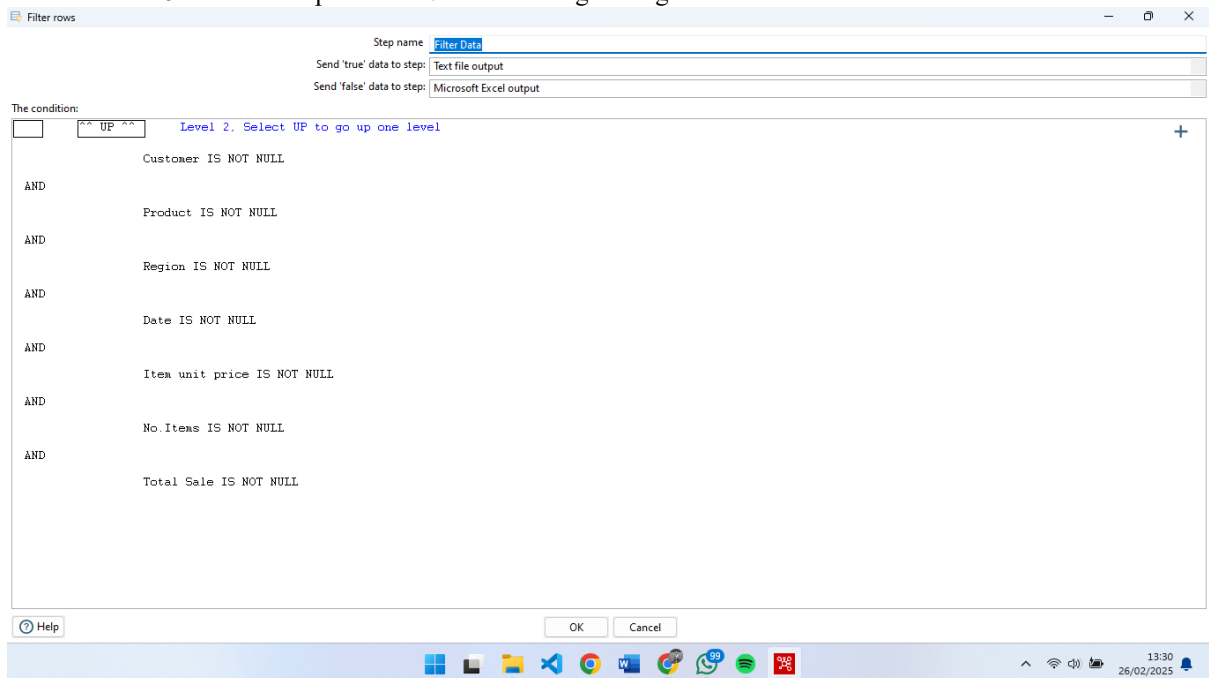 Filter rows
Step name Filter Data
Send 'true' data to step: Text file output
Send 'false' data to step: Microsoft Excel output
The condition:
^^ UP ^^ Level 2, Select UP to go up one level
Customer IS NOT NULL
AND
Product IS NOT NULL
AND
Region IS NOT NULL
AND
Date IS NOT NULL
AND
Item unit price IS NOT NULL
AND
No.Items IS NOT NULL
AND
Total Sale IS NOT NULL
Help OK Cancel
99
13:30
26/02/2025